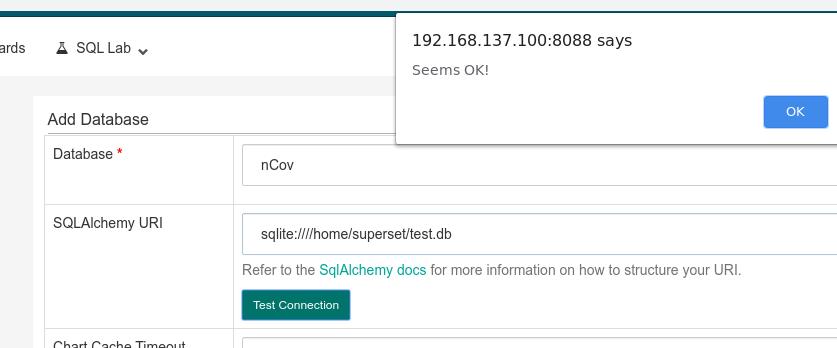 192.168.137.100:8088 says
Seems OK!
OK
ards SQL Lab
Add Database
Database *
nCov
SQLAlchemy URI
sqlite:////home/superset/test.db
Refer to the SqlAlchemy docs for more information on how to structure your URI.
Test Connection
Chart Cache Timeout